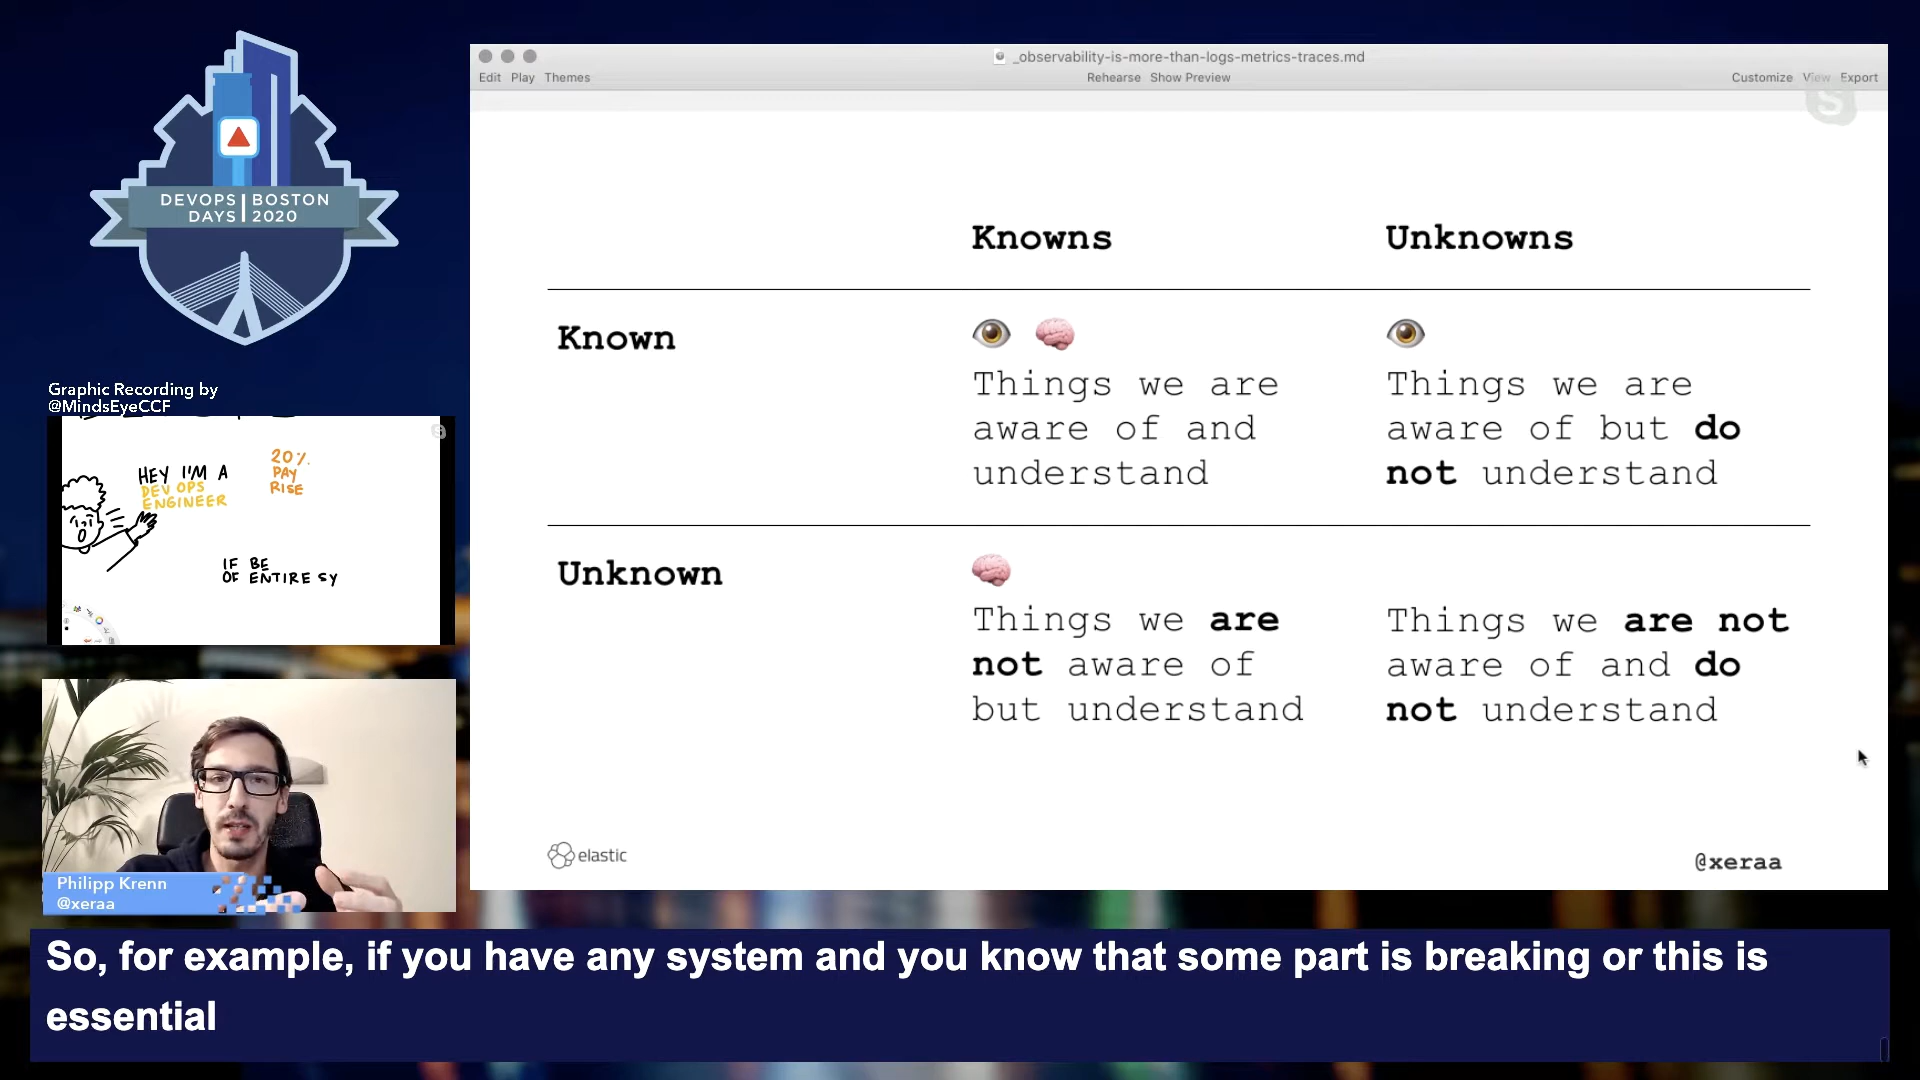 DEVOPS BOSTON
DAYS 2020
Graphic Recording by
@MindsEyeCCF
HEY I'M A
DEV OPS
ENGINEER
20%
PAY
RISE
IF BE
OF ENTIRE SY
Philipp Krenn
@xeraa
_observability-is-more-than-logs-metrics-traces.md
Edit Play Themes
Rehearse Show Preview
Customize View Export
Knowns Unknowns
Known
Things we are
aware of and
understand
Things we are
aware of but do
not understand
Unknown
Things we are
not aware of
but understand
Things we are not
aware of and do
not understand
elastic
@xeraa
So, for example, if you have any system and you know that some part is breaking or this is
essential